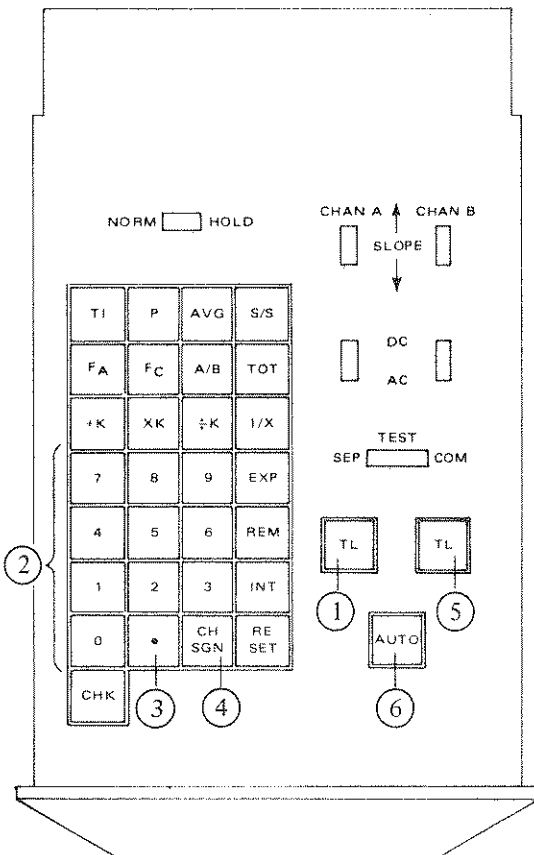 NORM HOLD
CHAN A CHAN B
SLOPE
TI P AVG S/S
FA FC A/B TOT
+K XK ÷K 1/X
7 8 9 EXP
4 5 6 REM
1 2 3 INT
0 • CH SGN RE SET
CHK
DC
AC
TEST
SEP COM
TL TL
AUTO
2
1
5
3
4
6